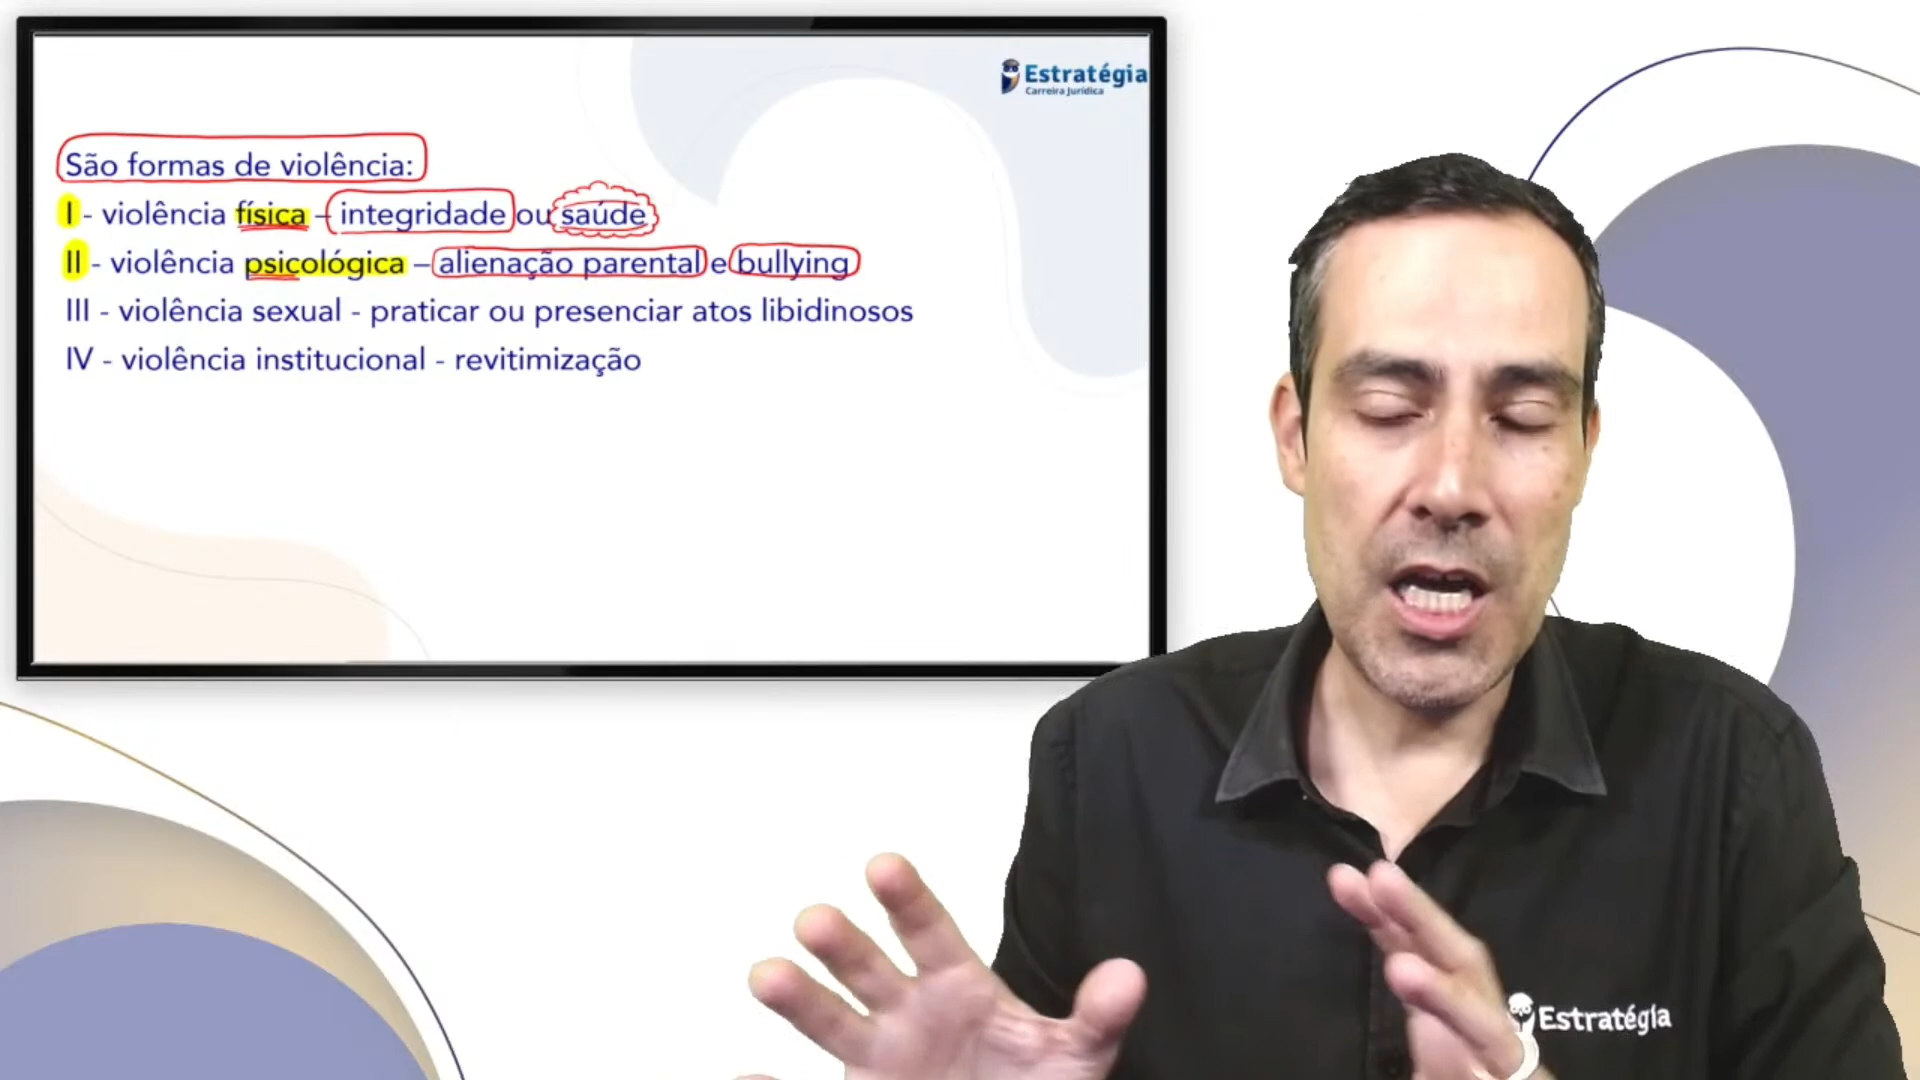 Estratégia
Carreira Jurídica
São formas de violência:
I - violência física – integridade ou saúde
II - violência psicológica – alienação parental e bullying
III - violência sexual - praticar ou presenciar atos libidinosos
IV - violência institucional - revitimização
Estratégia